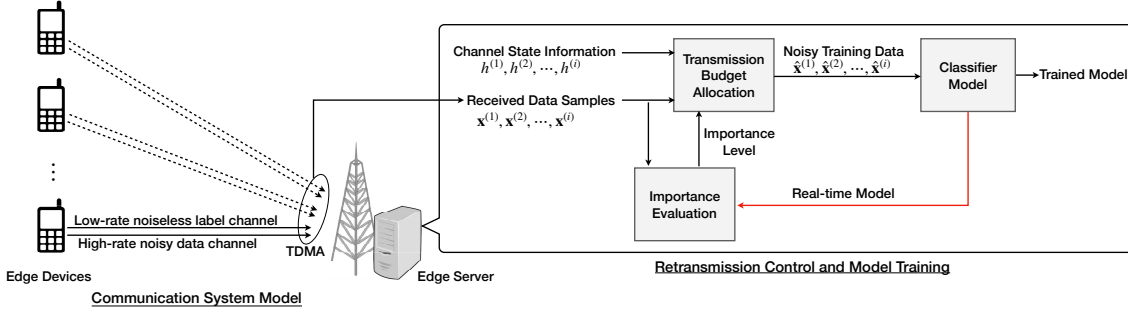 Low-rate noiseless label channel
High-rate noisy data channel
TDMA
Edge Devices
Edge Server
Communication System Model
Channel State Information
h^(1), h^(2), ⋯, h^(i)
Received Data Samples
x^(1), x^(2), ⋯, x^(i)
Transmission
Budget
Allocation
Importance
Level
Importance
Evaluation
Noisy Training Data
x̂^(1), x̂^(2), ⋯, x̂^(i)
Classifier
Model
Trained Model
Real-time Model
Retransmission Control and Model Training